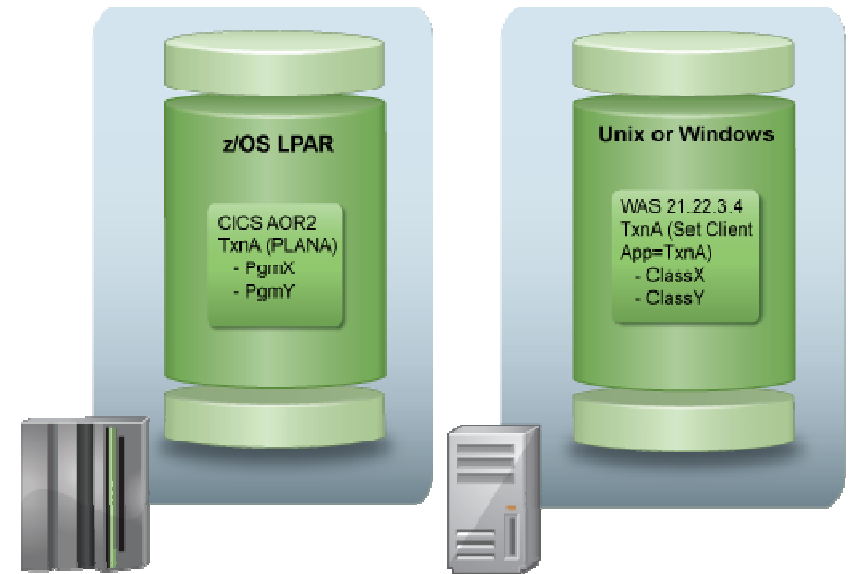 z/OS LPAR
CICS AOR2
TxnA (PLANA)
- PgmX
- PgmY
Unix or Windows
WAS 21.22.3.4
TxnA (Set Client
App=TxnA)
- ClassX
- ClassY